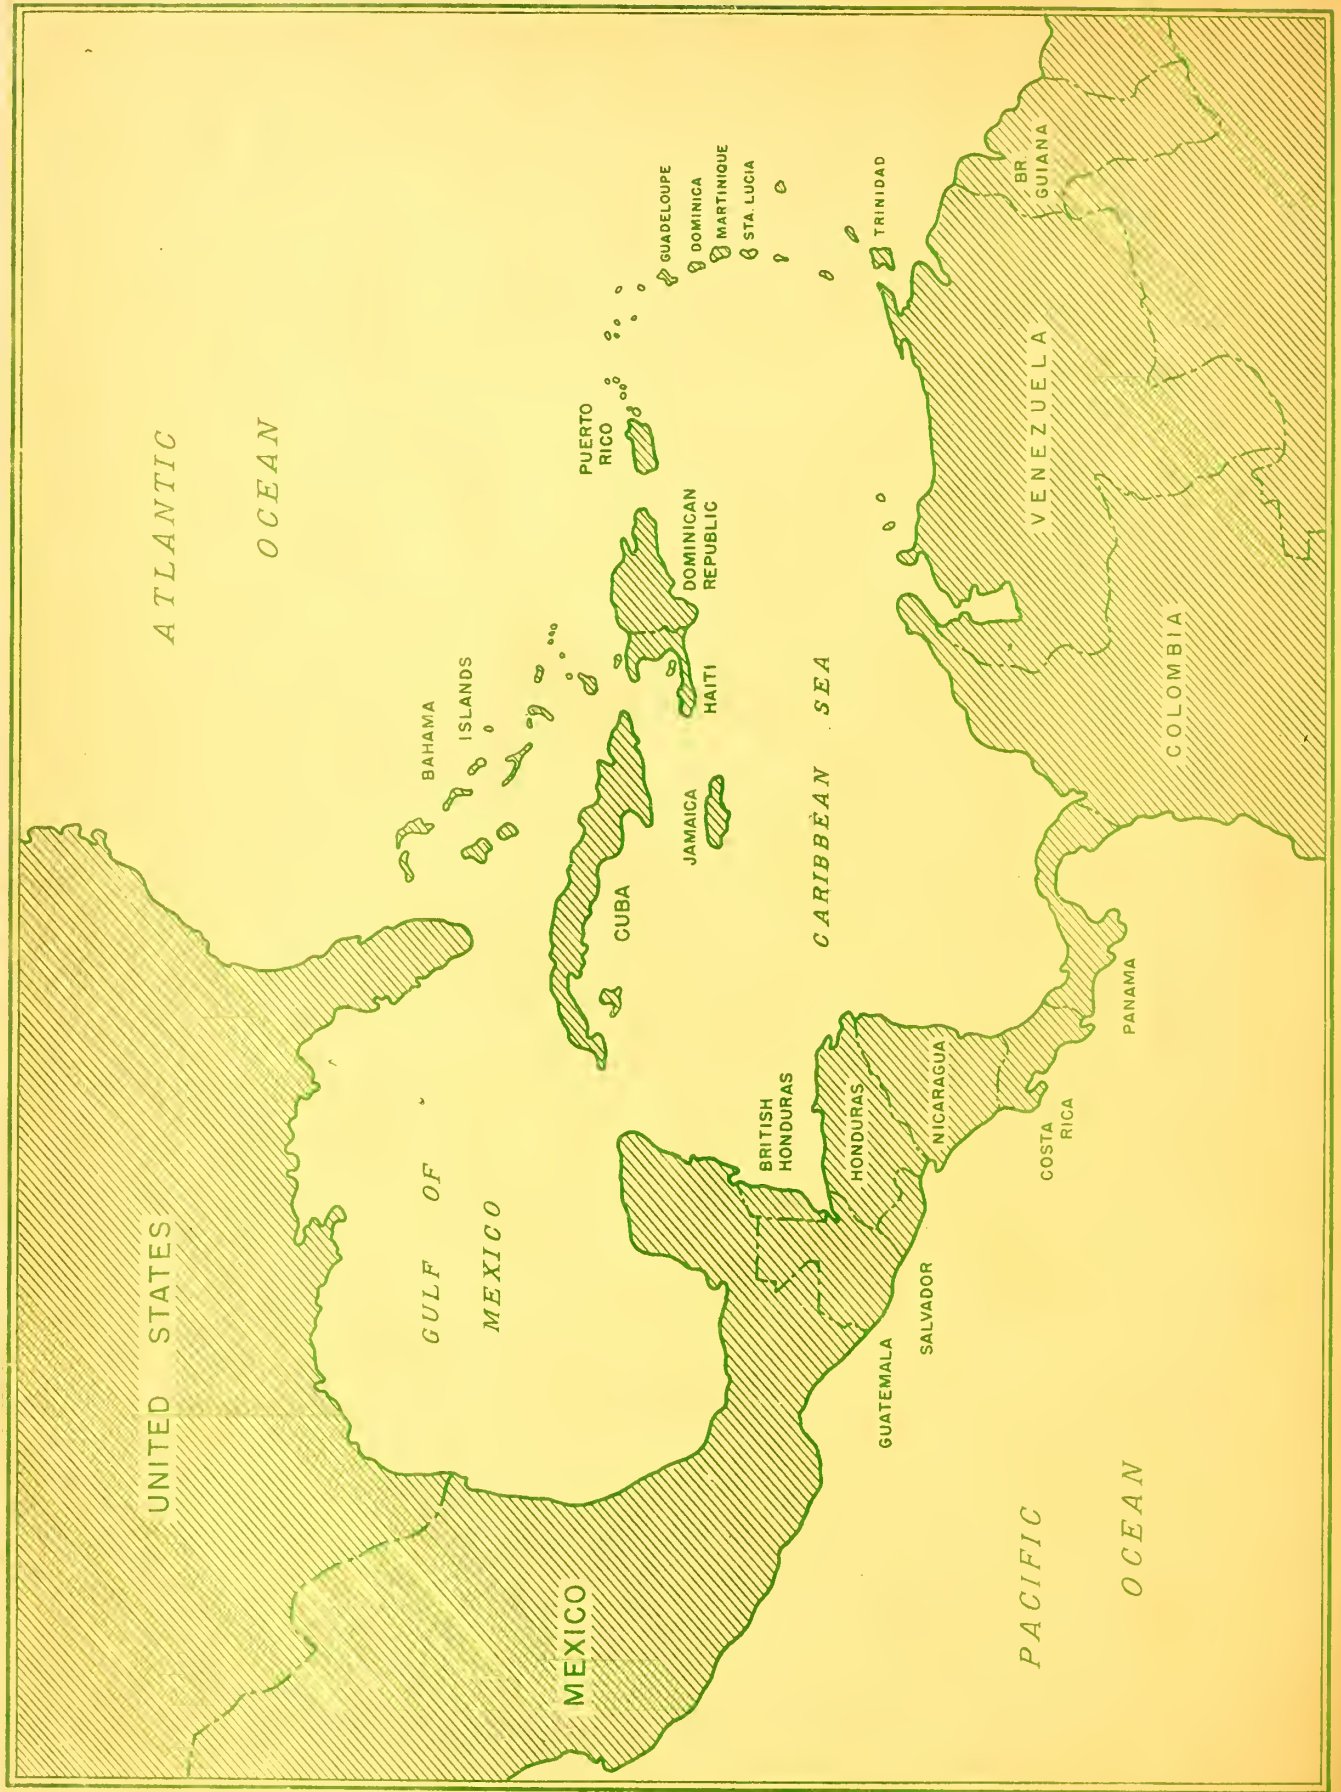 UNITED STATES
ATLANTIC
OCEAN
GULF OF
MEXICO
BAHAMA
ISLANDS
MEXICO
CUBA
PUERTO
RICO
HAITI
DOMINICAN
REPUBLIC
JAMAICA
GUADELOUPE
DOMINICA
MARTINIQUE
STA. LUCIA
BRITISH
HONDURAS
CARIBBEAN SEA
HONDURAS
TRINIDAD
GUATEMALA
SALVADOR
NICARAGUA
COSTA
RICA
PANAMA
VENEZUELA
BR.
GUIANA
COLOMBIA
PACIFIC
OCEAN